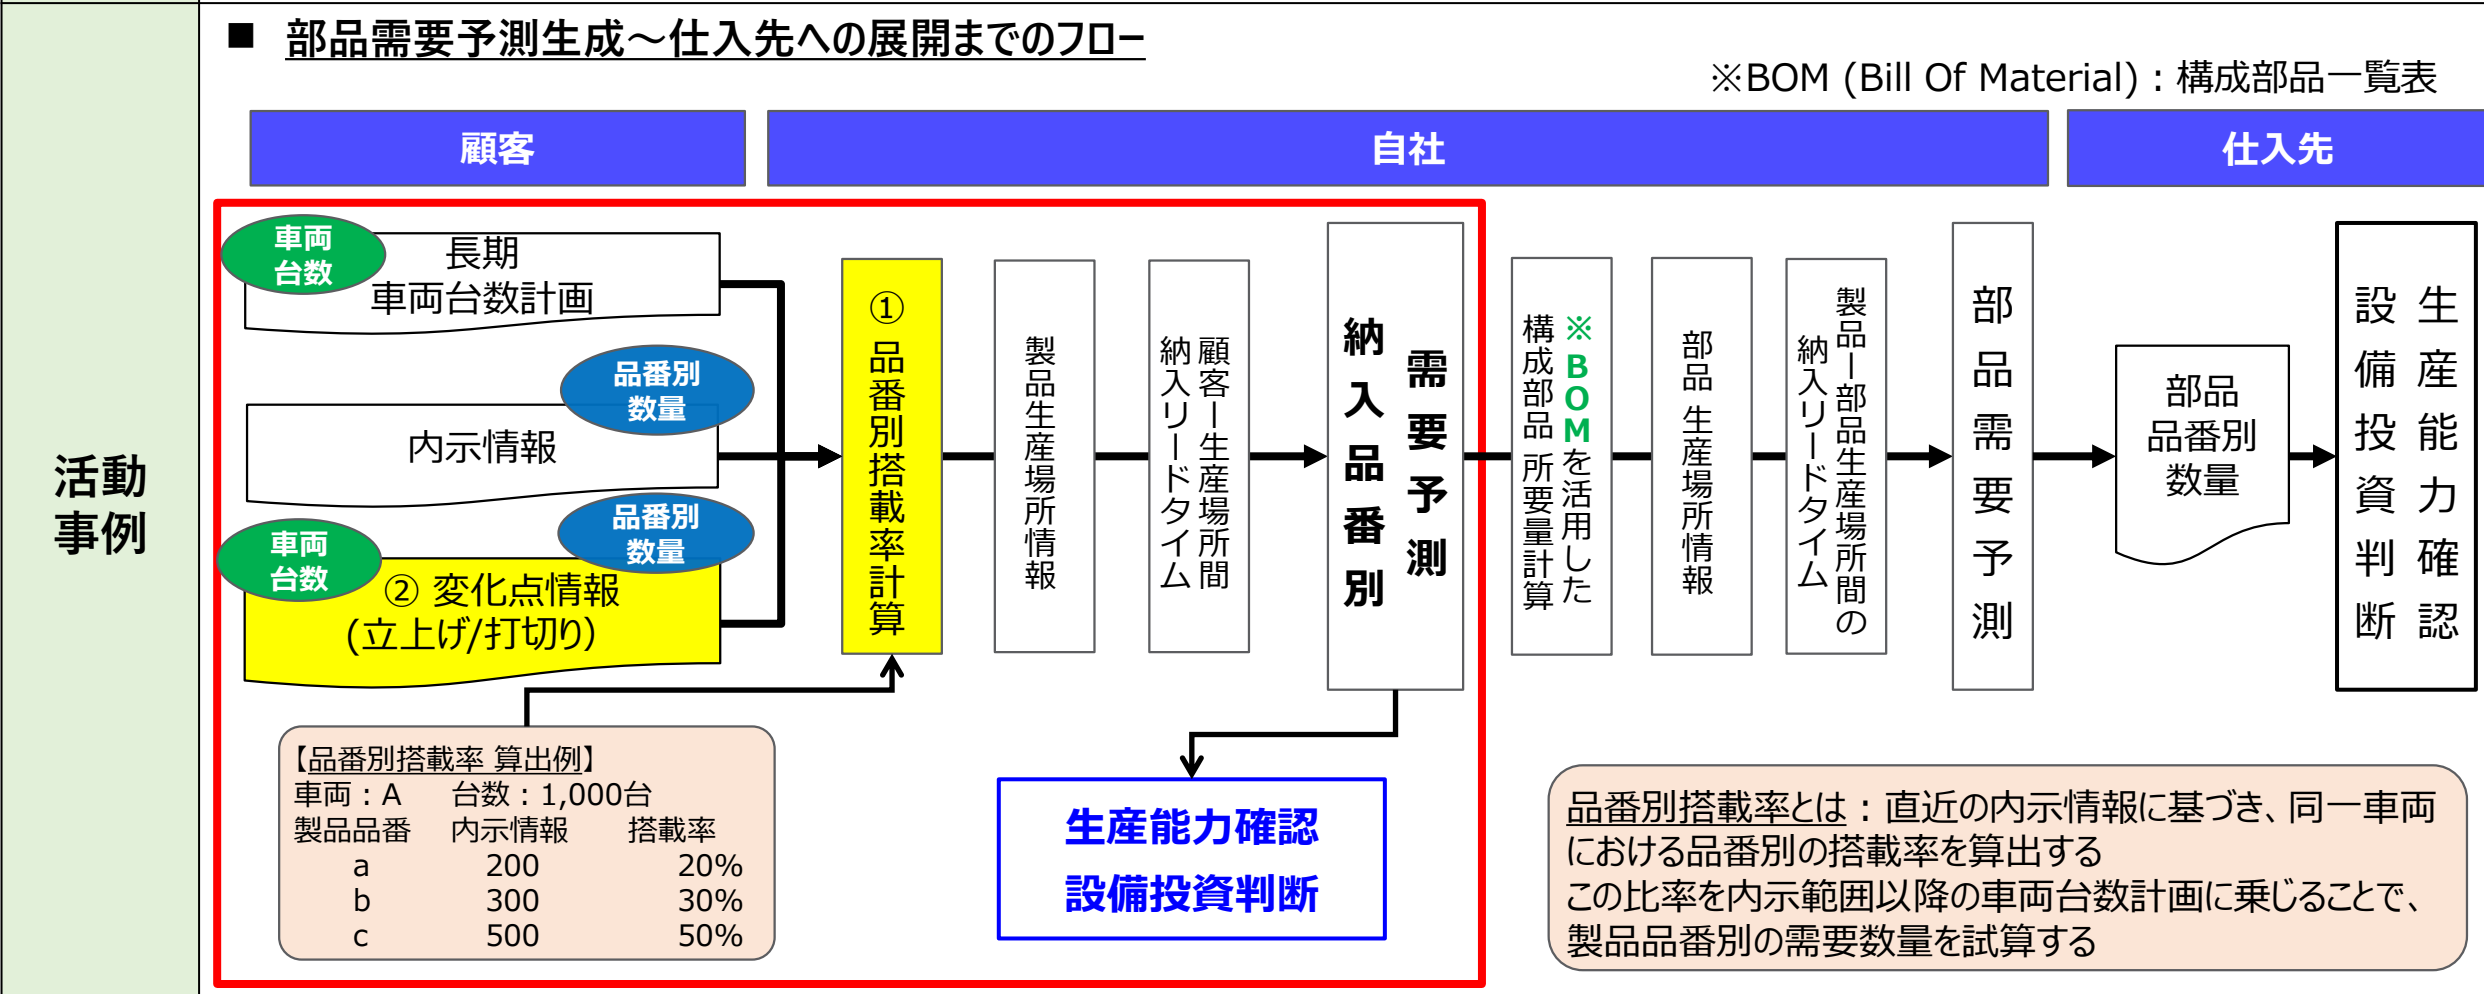 ■ 部品需要予測生成～仕入先への展開までのフロー
※BOM (Bill Of Material)：構成部品一覧表
活動
事例
顧客
自社
仕入先
車両
台数
長期
車両台数計画
品番別
数量
内示情報
品番別
数量
車両
台数
② 変化点情報
(立上げ/打切り)
①品番別搭載率計算
製品生産場所情報
顧客ー生産場所間
納入リードタイム
納入品番別
需要予測
※BOMを活用した
構成部品 所要量計算
部品 生産場所情報
製品ー部品生産場所間の
納入リードタイム
部品需要予測
部品
品番別
数量
生産能力確認
設備投資判断
【品番別搭載率 算出例】
車両：A 台数：1,000台
製品品番 内示情報 搭載率
a 200 20%
b 300 30%
c 500 50%
生産能力確認
設備投資判断
品番別搭載率とは：直近の内示情報に基づき、同一車両
における品番別の搭載率を算出する
この比率を内示範囲以降の車両台数計画に乗じることで、
製品品番別の需要数量を試算する